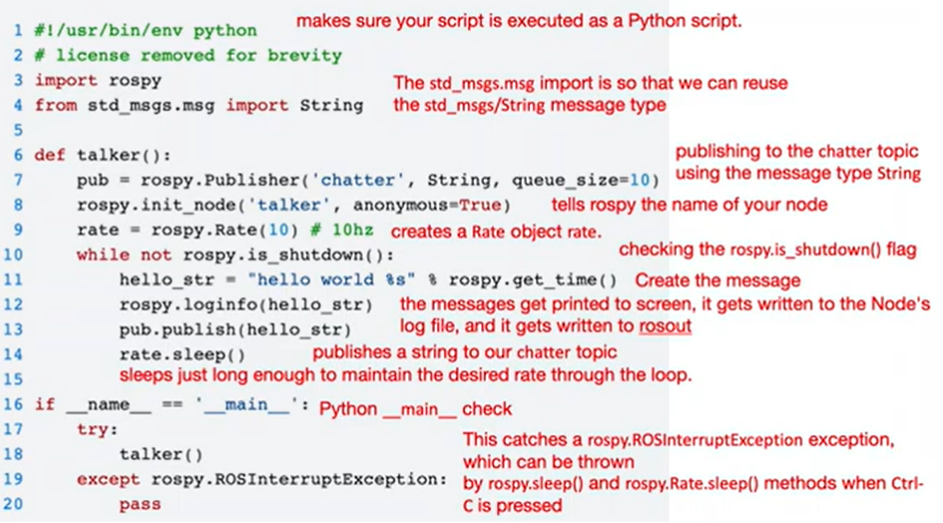 makes sure your script is executed as a Python script.
1 #!/usr/bin/env python
2 # license removed for brevity
3 import rospy
The std_msgs.msg import is so that we can reuse
4 from std_msgs.msg import String
the std_msgs/String message type
5
6 def talker():
publishing to the chatter topic
7 pub = rospy.Publisher('chatter', String, queue_size=10)
using the message type String
8 rospy.init_node('talker', anonymous=True)
tells rospy the name of your node
9 rate = rospy.Rate(10) # 10hz
creates a Rate object rate.
10 while not rospy.is_shutdown():
checking the rospy.is_shutdown() flag
11 hello_str = "hello world %s" % rospy.get_time()
Create the message
12 rospy.loginfo(hello_str)
the messages get printed to screen, it gets written to the Node's
13 pub.publish(hello_str)
log file, and it gets written to rosout
14 rate.sleep()
publishes a string to our chatter topic
15
sleeps just long enough to maintain the desired rate through the loop.
16 if __name__ == '__main__':
Python __main__ check
17 try:
This catches a rospy.ROSInterruptException exception,
18 talker()
which can be thrown
19 except rospy.ROSInterruptException:
by rospy.sleep() and rospy.Rate.sleep() methods when Ctrl-
20 pass
C is pressed